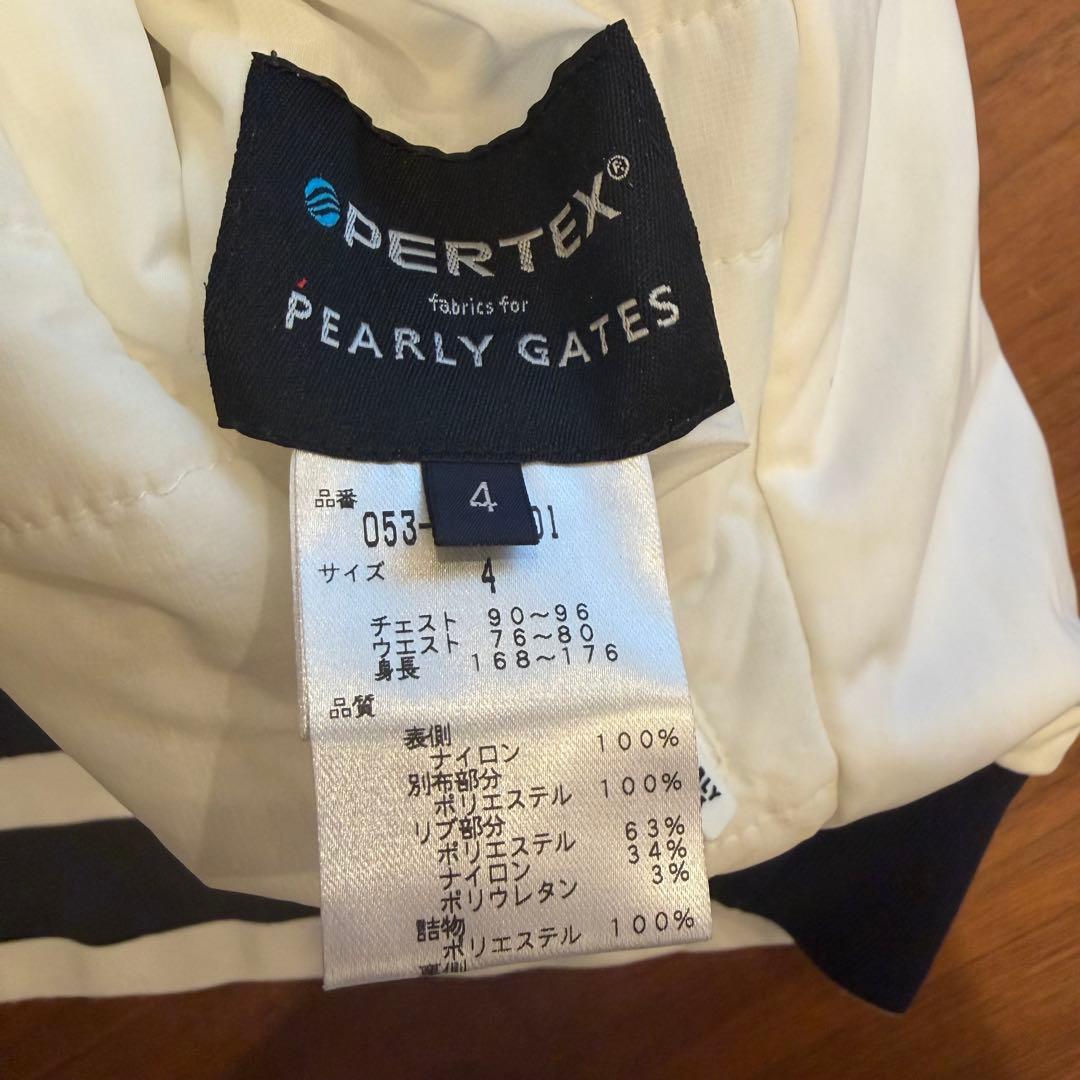 PERTEX®
fabrics for
PEARLY GATES
4
品番
053- 01
サイズ 4
チェスト 90〜96
ウエスト 76〜80
身長 168〜176
品質
表側
ナイロン 100%
別布部分
ポリエステル 100%
リブ部分
ポリエステル 63%
ナイロン 34%
ポリウレタン 3%
詰物
ポリエステル 100%